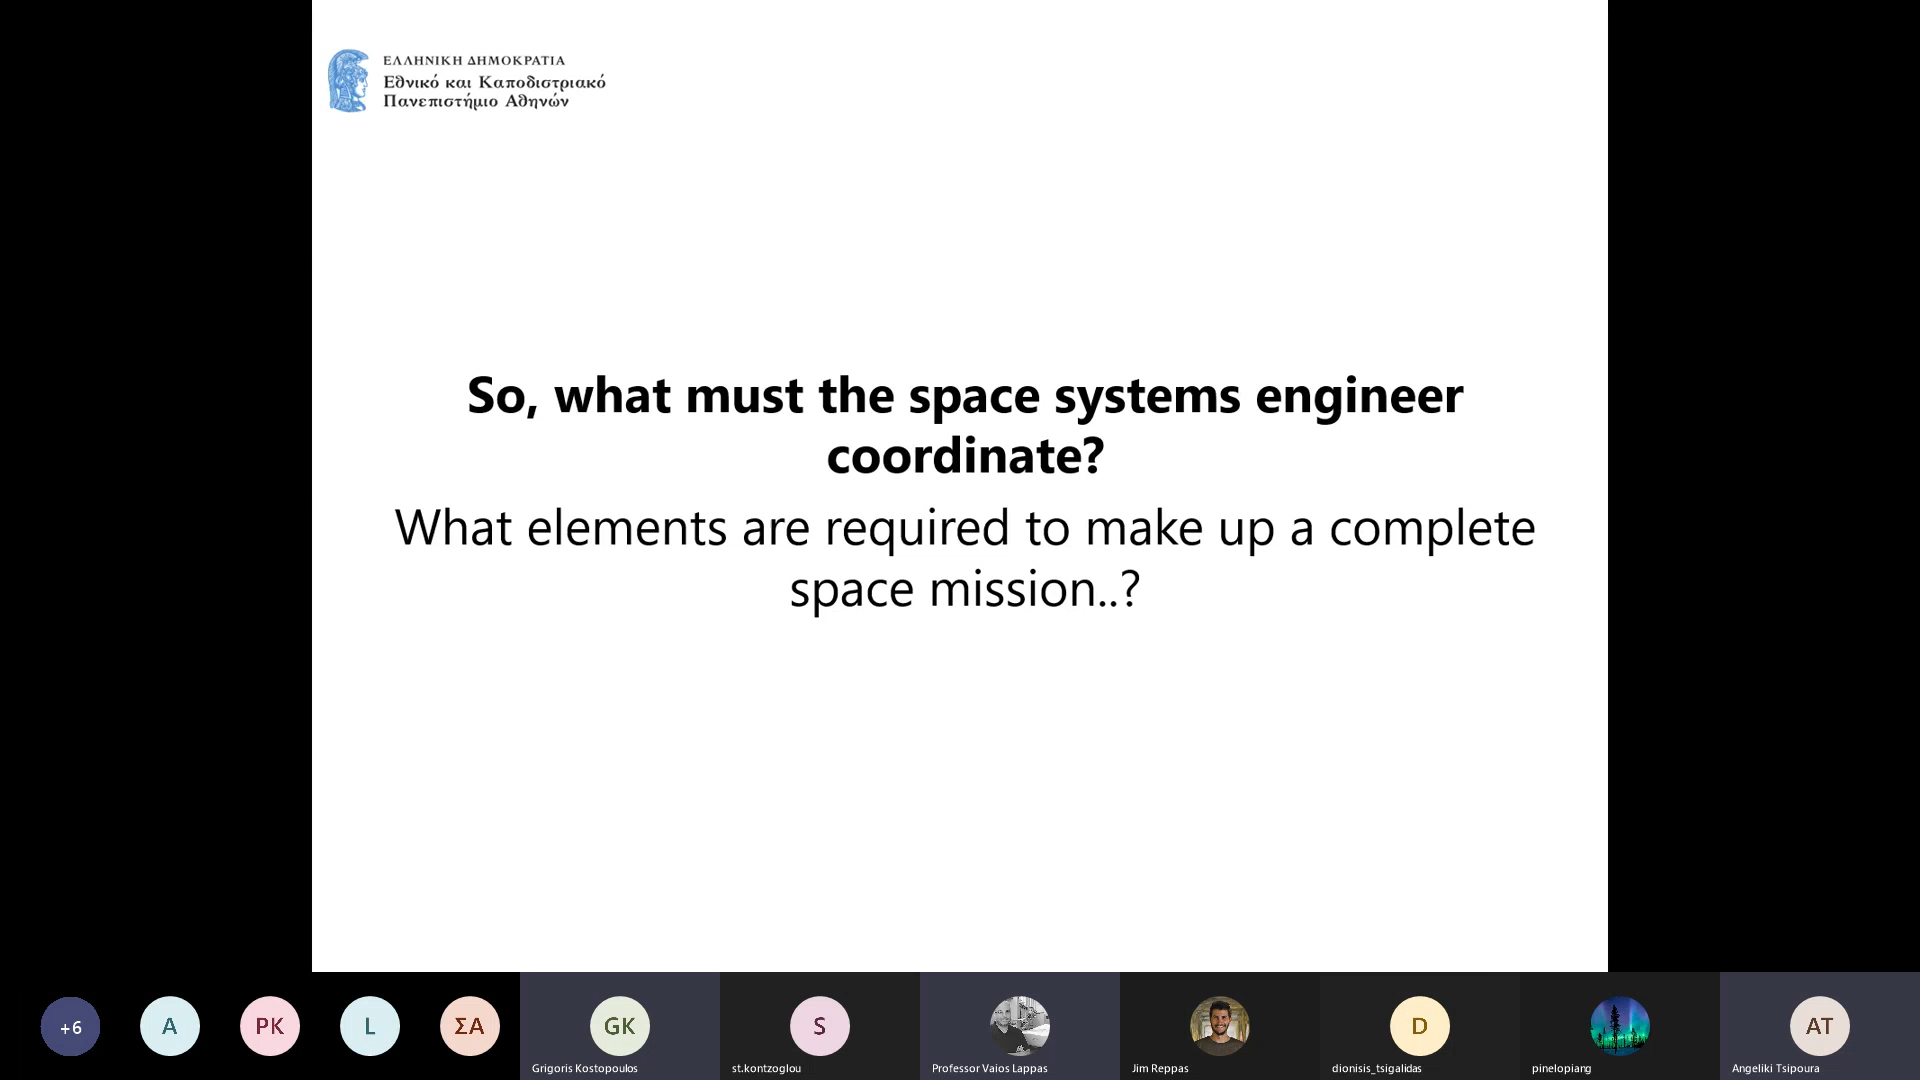 ΕΛΛΗΝΙΚΗ ΔΗΜΟΚΡΑΤΙΑ
Εθνικό και Καποδιστριακό
Πανεπιστήμιο Αθηνών
So, what must the space systems engineer
coordinate?
What elements are required to make up a complete
space mission..?
+6
A
PK
L
ΣΑ
GK
S
D
AT
Grigoris Kostopoulos
st.kontzoglou
Professor Vaios Lappas
Jim Reppas
dionisis_tsigalidas
pinelopiang
Angeliki Tsipoura